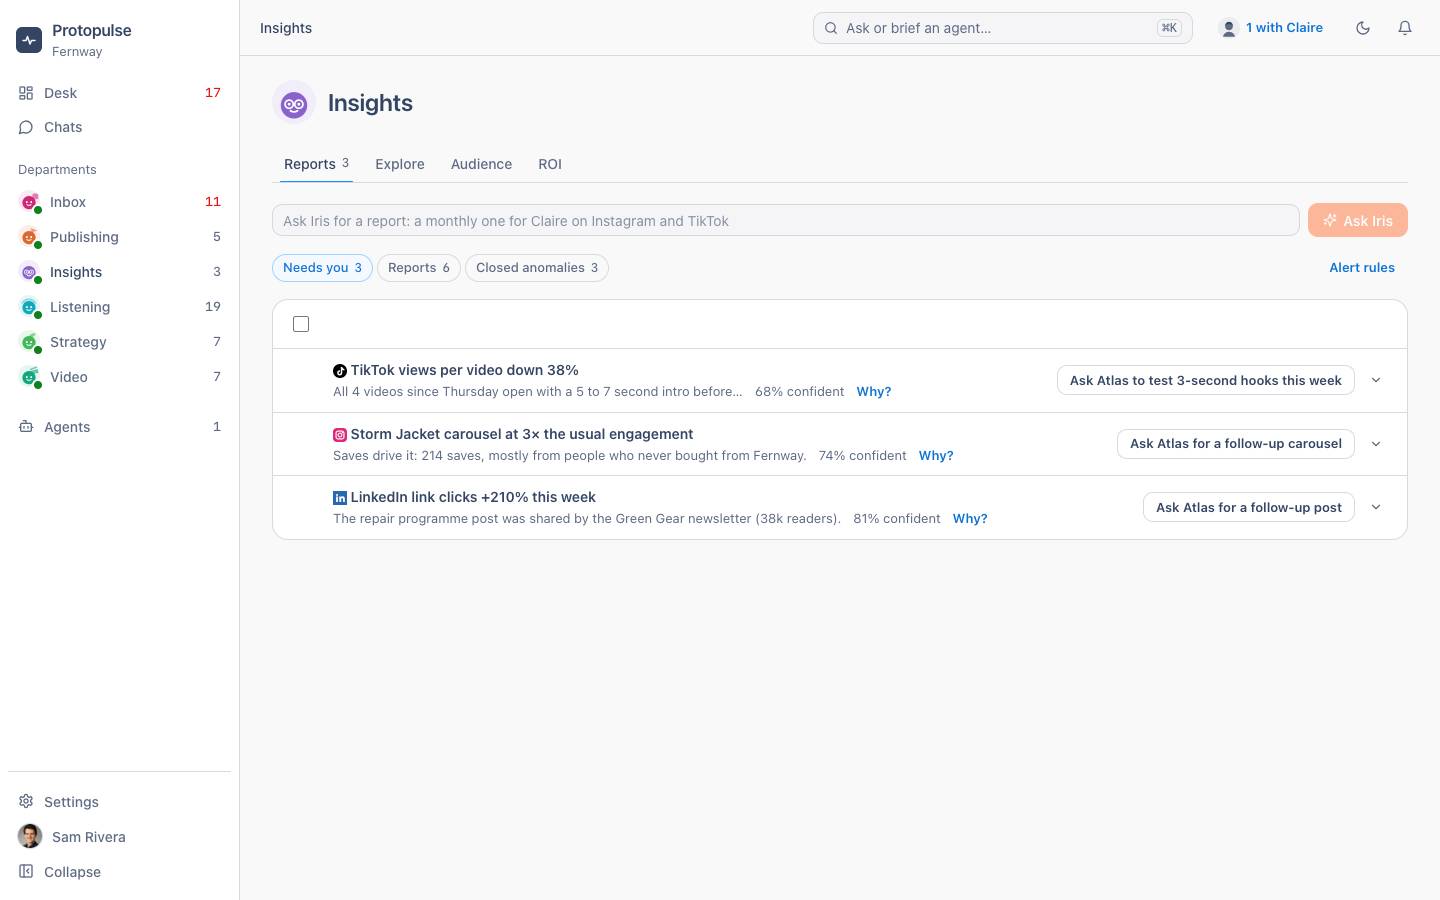 Protopulse
Fernway
Desk 17
Chats
Departments
Inbox 11
Publishing 5
Insights 3
Listening 19
Strategy 7
Video 7
Agents 1
Settings
Sam Rivera
Collapse
Insights
Ask or brief an agent... ⌘K
1 with Claire
Insights
Reports 3 Explore Audience ROI
Ask Iris for a report: a monthly one for Claire on Instagram and TikTok
Ask Iris
Needs you 3 Reports 6 Closed anomalies 3
Alert rules
TikTok views per video down 38%
All 4 videos since Thursday open with a 5 to 7 second intro before... 68% confident Why?
Ask Atlas to test 3-second hooks this week
Storm Jacket carousel at 3× the usual engagement
Saves drive it: 214 saves, mostly from people who never bought from Fernway. 74% confident Why?
Ask Atlas for a follow-up carousel
LinkedIn link clicks +210% this week
The repair programme post was shared by the Green Gear newsletter (38k readers). 81% confident Why?
Ask Atlas for a follow-up post